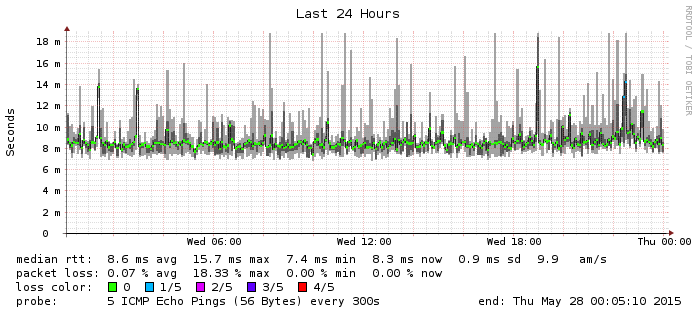 Last 24 Hours
RRDTOOL / TOBI OETIKER
Seconds
18 m
16 m
14 m
12 m
10 m
8 m
6 m
4 m
2 m
0
Wed 06:00 Wed 12:00 Wed 18:00 Thu 00:00
median rtt: 8.6 ms avg 15.7 ms max 7.4 ms min 8.3 ms now 0.9 ms sd 9.9 am/s
packet loss: 0.07 % avg 18.33 % max 0.00 % min 0.00 % now
loss color: 0 1/5 2/5 3/5 4/5
probe: 5 ICMP Echo Pings (56 Bytes) every 300s end: Thu May 28 00:05:10 2015